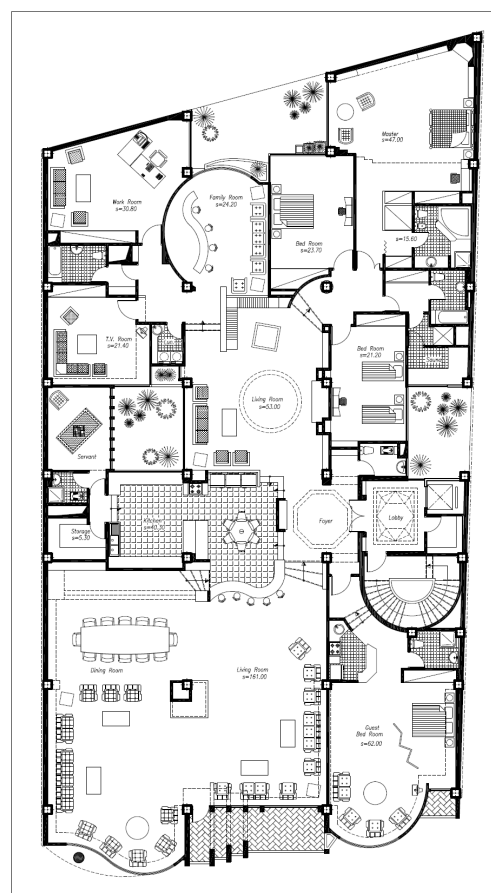 Master
s=47.00
Work Room
s=30.80
Family Room
s=24.20
Bed Room
s=23.70
s=15.60
T.V. Room
s=21.40
Bed Room
s=21.20
Living Room
s=53.00
Servant
Kitchen
Foyer
Lobby
Storage
s=5.30
Dining Room
Living Room
s=161.00
Guest
Bed Room
s=62.00